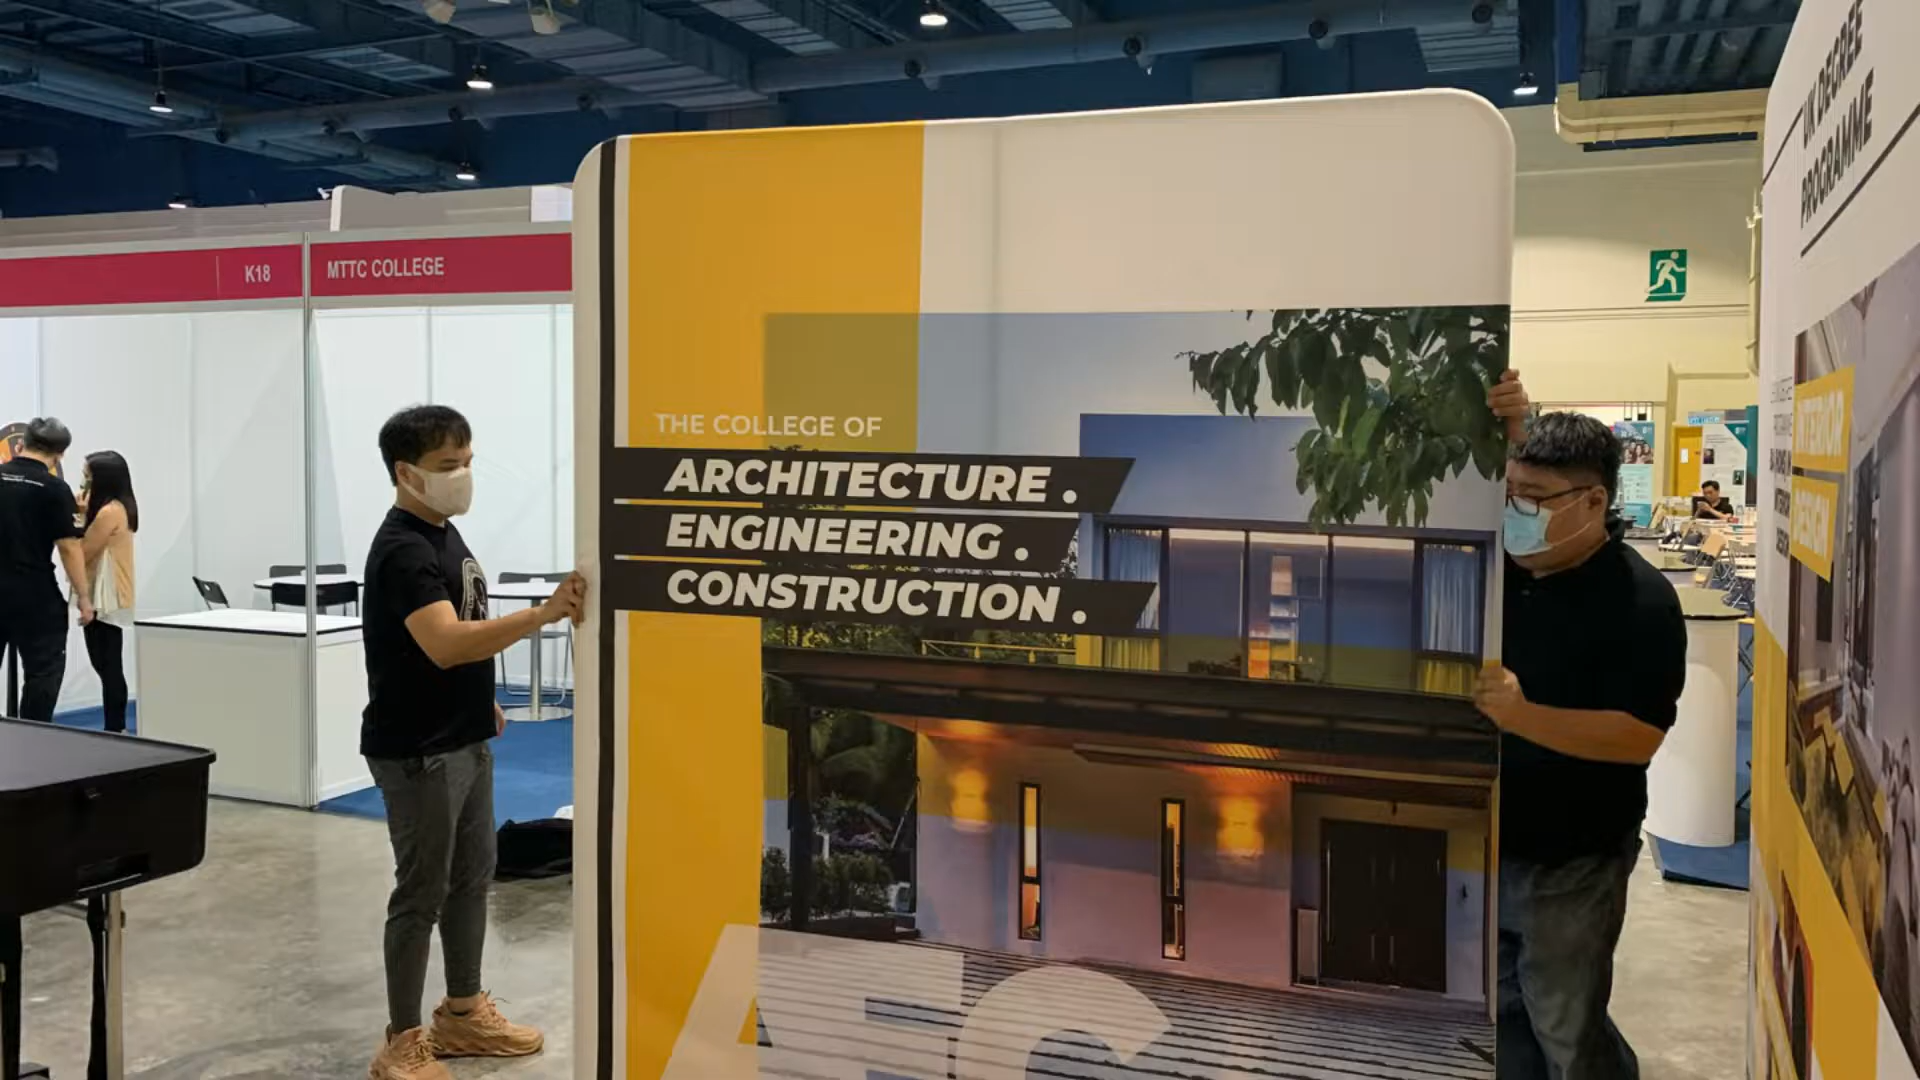 K18
MTTC COLLEGE
THE COLLEGE OF
ARCHITECTURE .
ENGINEERING .
CONSTRUCTION .
UK DEGREE
PROGRAMME
INTERIOR
DESIGN